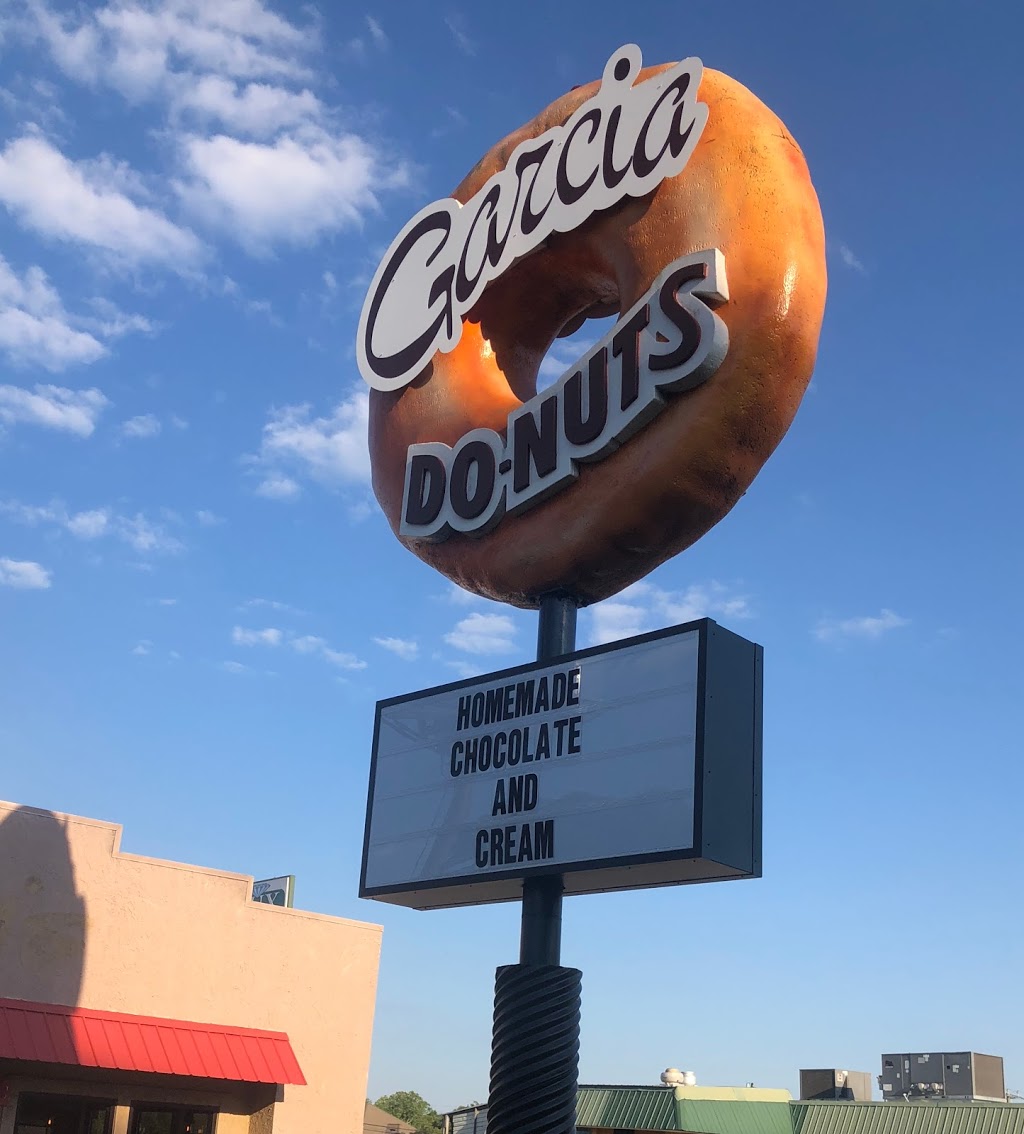 Garcia
DO-NUTS
HOMEMADE
CHOCOLATE
AND
CREAM